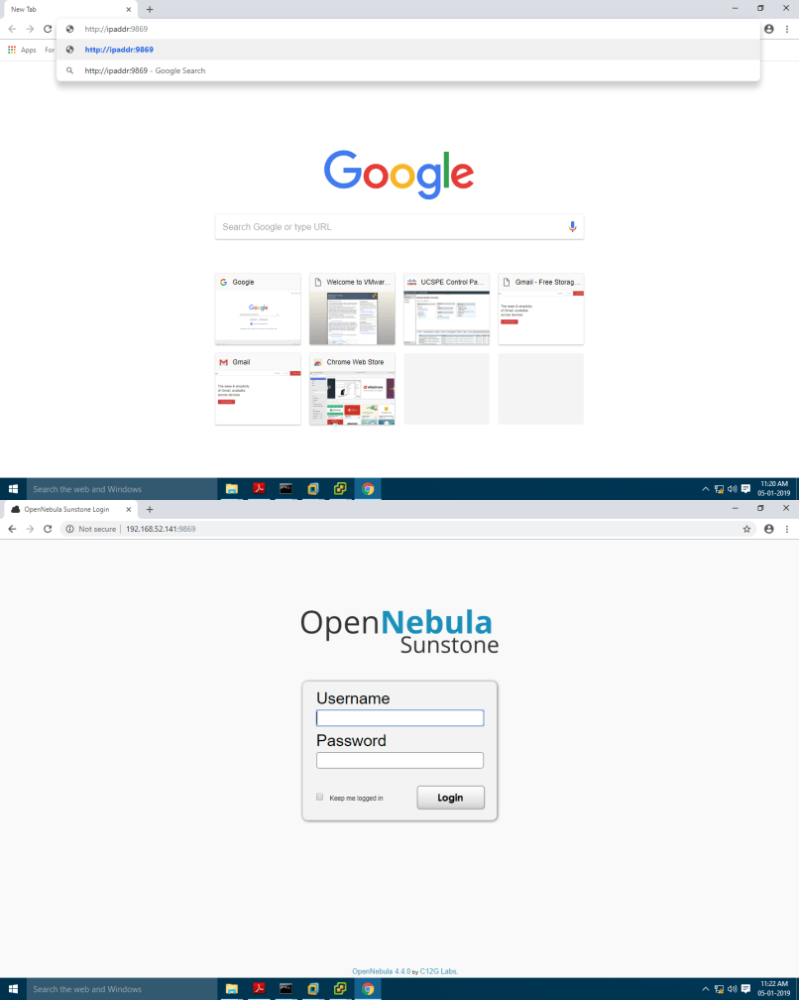 New Tab
http://ipaddr:9869
Apps For
http://ipaddr:9869
http://ipaddr:9869 - Google Search
Google
Search Google or type URL
Google
Welcome to VMwar...
UCSPE Control Pa...
Gmail - Free Storag...
Gmail
Chrome Web Store
Search the web and Windows
11:20 AM
05-01-2019
OpenNebula Sunstone Login
Not secure | 192.168.52.141:9869
OpenNebula
Sunstone
Username
Password
Keep me logged in
Login
OpenNebula 4.4.0 by C12G Labs.
Search the web and Windows
11:22 AM
05-01-2019